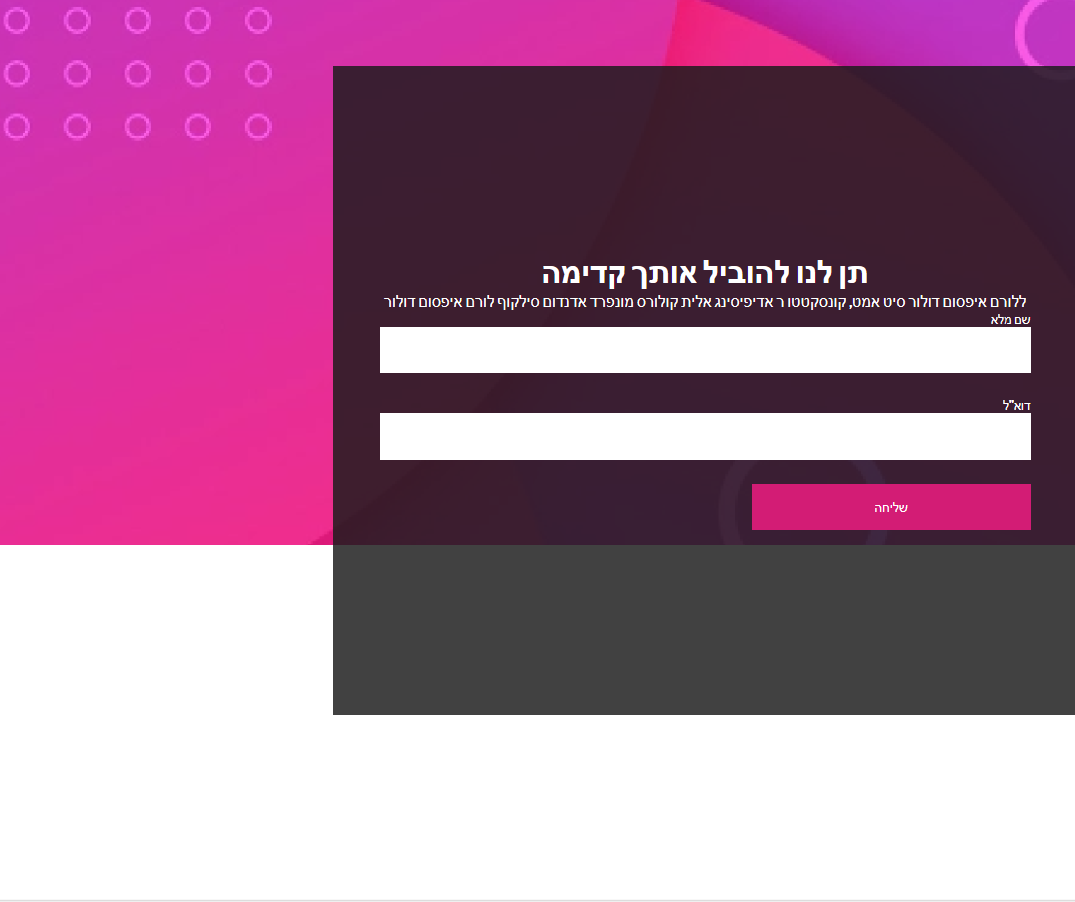 תן לנו להוביל אותך קדימה
ללורם איפסום דולור סיט אמט, קונסקטטו ר אדיפיסינג אלית קולורס מונפרד אדנדום סילקוף לורם איפסום דולור
שם מלא
דוא"ל
שליחה